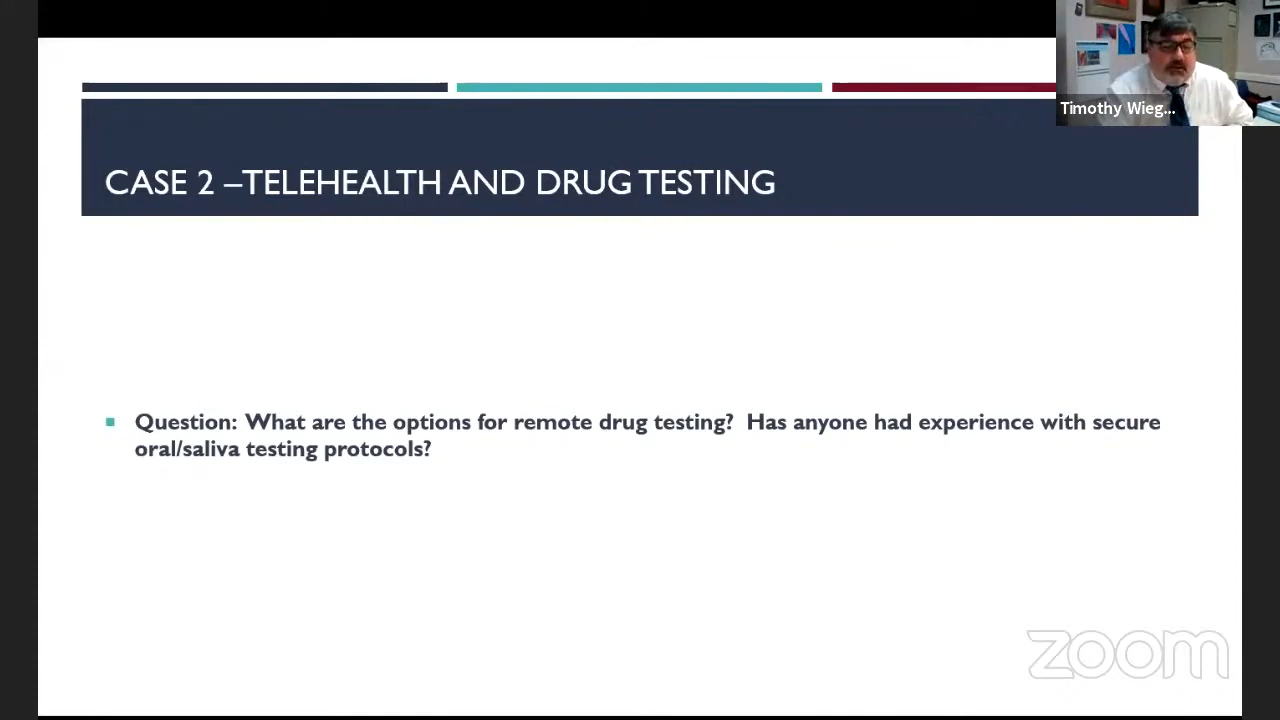 Timothy Wieg...
CASE 2 –TELEHEALTH AND DRUG TESTING
Question: What are the options for remote drug testing? Has anyone had experience with secure
oral/saliva testing protocols?
zoom